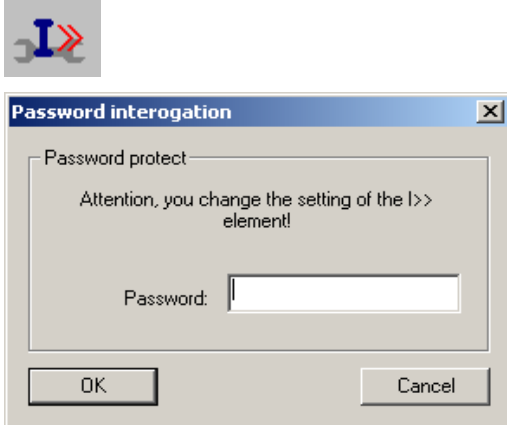 I>>
Password interogation
Password protect
Attention, you change the setting of the I>>
element!
Password:
OK
Cancel